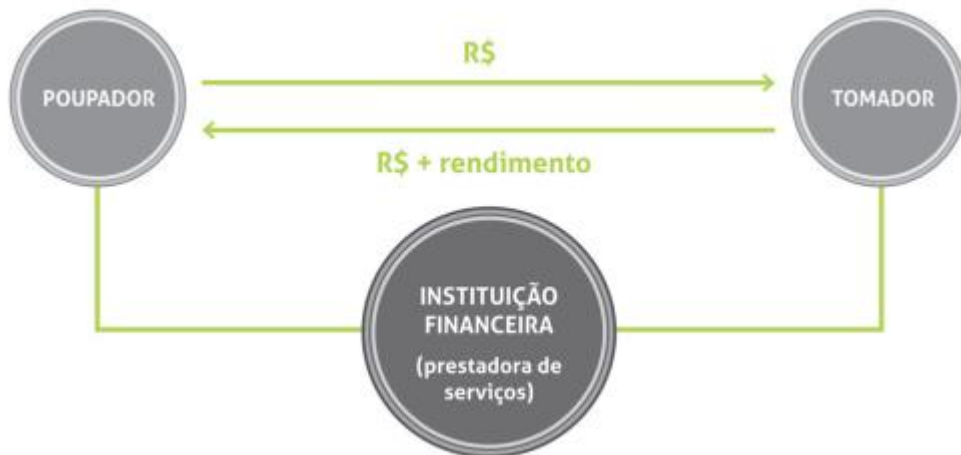 R$
POUPADOR
TOMADOR
R$ + rendimento
INSTITUIÇÃO
FINANCEIRA
(prestadora de
serviços)